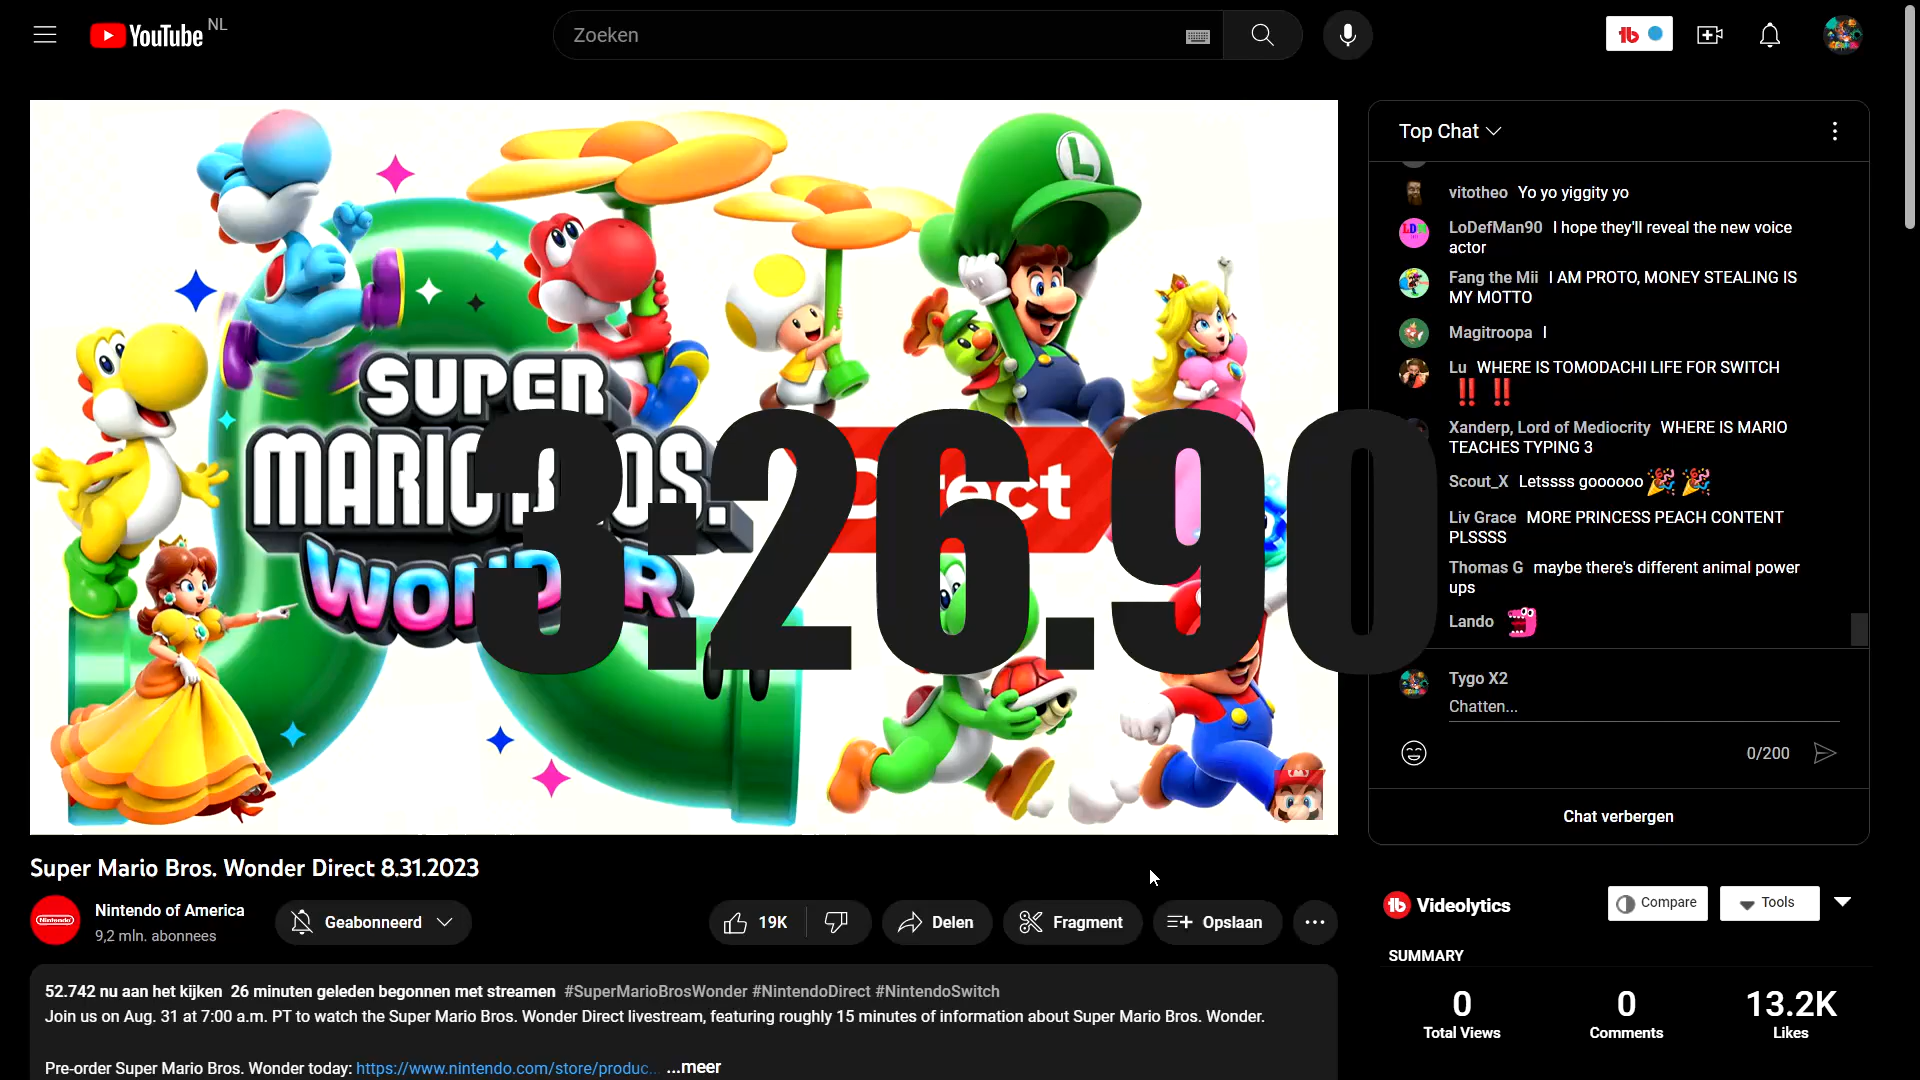 YouTube NL
Zoeken
SUPER
MARIO BROS.
WONDER
Direct
L
3:26.90
Top Chat
vitotheo Yo yo yiggity yo
LoDefMan90 I hope they'll reveal the new voice
actor
Fang the Mii I AM PROTO, MONEY STEALING IS
MY MOTTO
Magitroopa I
Lu WHERE IS TOMODACHI LIFE FOR SWITCH
‼️ ‼️
Xanderp, Lord of Mediocrity WHERE IS MARIO
TEACHES TYPING 3
Scout_X Letssss goooooo🎉 🎉
Liv Grace MORE PRINCESS PEACH CONTENT
PLSSSS
Thomas G maybe there's different animal power
ups
Lando
Tygo X2
Chatten...
0/200
Chat verbergen
Super Mario Bros. Wonder Direct 8.31.2023
Nintendo
Nintendo of America
9,2 mln. abonnees
Geabonneerd
19K
Delen
Fragment
Opslaan
52.742 nu aan het kijken 26 minuten geleden begonnen met streamen #SuperMarioBrosWonder #NintendoDirect #NintendoSwitch
Join us on Aug. 31 at 7:00 a.m. PT to watch the Super Mario Bros. Wonder Direct livestream, featuring roughly 15 minutes of information about Super Mario Bros. Wonder.
Pre-order Super Mario Bros. Wonder today: https://www.nintendo.com/store/produc... ...meer
Videolytics
Compare
Tools
SUMMARY
0
Total Views
0
Comments
13.2K
Likes